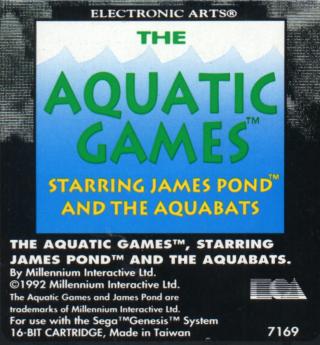 ELECTRONIC ARTS®
THE
AQUATIC
GAMES™
STARRING JAMES POND™
AND THE AQUABATS
THE AQUATIC GAMES™, STARRING
JAMES POND™ AND THE AQUABATS.
By Millennium Interactive Ltd.
©1992 Millennium Interactive Ltd.
The Aquatic Games and James Pond are
trademarks of Millennium Interactive Ltd.
For use with the Sega™Genesis™ System
16-BIT CARTRIDGE, Made in Taiwan
EA
7169